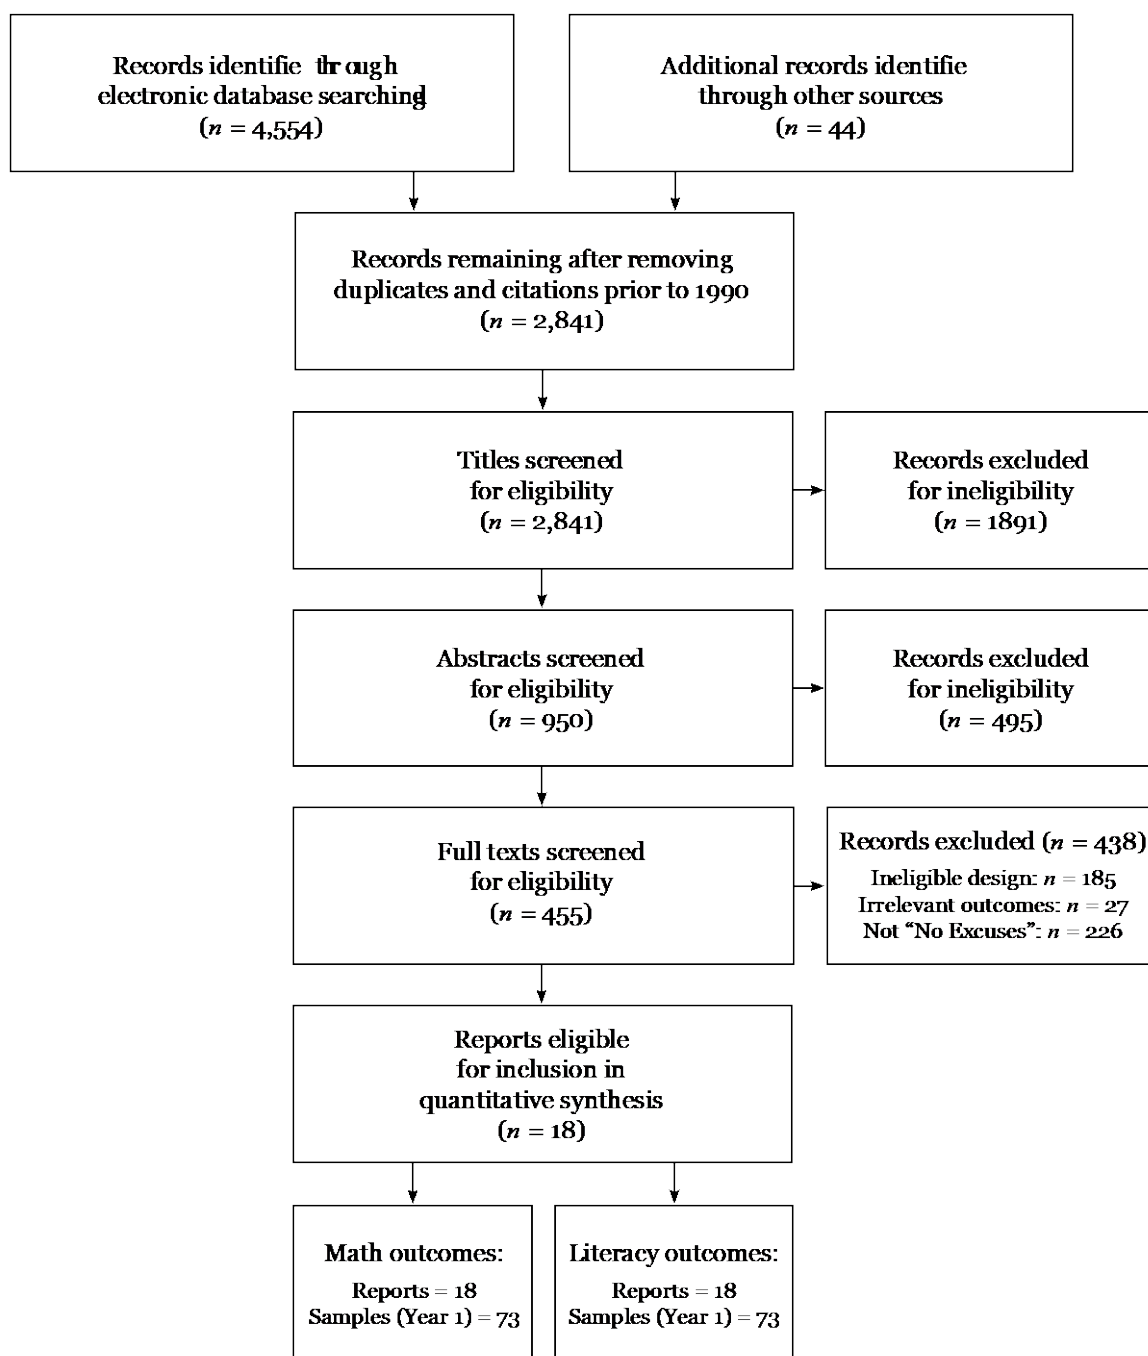 Records identifie through
electronic database searching
(n = 4,554)
Additional records identifie
through other sources
(n = 44)
Records remaining after removing
duplicates and citations prior to 1990
(n = 2,841)
Titles screened
for eligibility
(n = 2,841)
Records excluded
for ineligibility
(n = 1891)
Abstracts screened
for eligibility
(n = 950)
Records excluded
for ineligibility
(n = 495)
Full texts screened
for eligibility
(n = 455)
Records excluded (n = 438)
Ineligible design: n = 185
Irrelevant outcomes: n = 27
Not “No Excuses”: n = 226
Reports eligible
for inclusion in
quantitative synthesis
(n = 18)
Math outcomes:
Reports = 18
Samples (Year 1) = 73
Literacy outcomes:
Reports = 18
Samples (Year 1) = 73